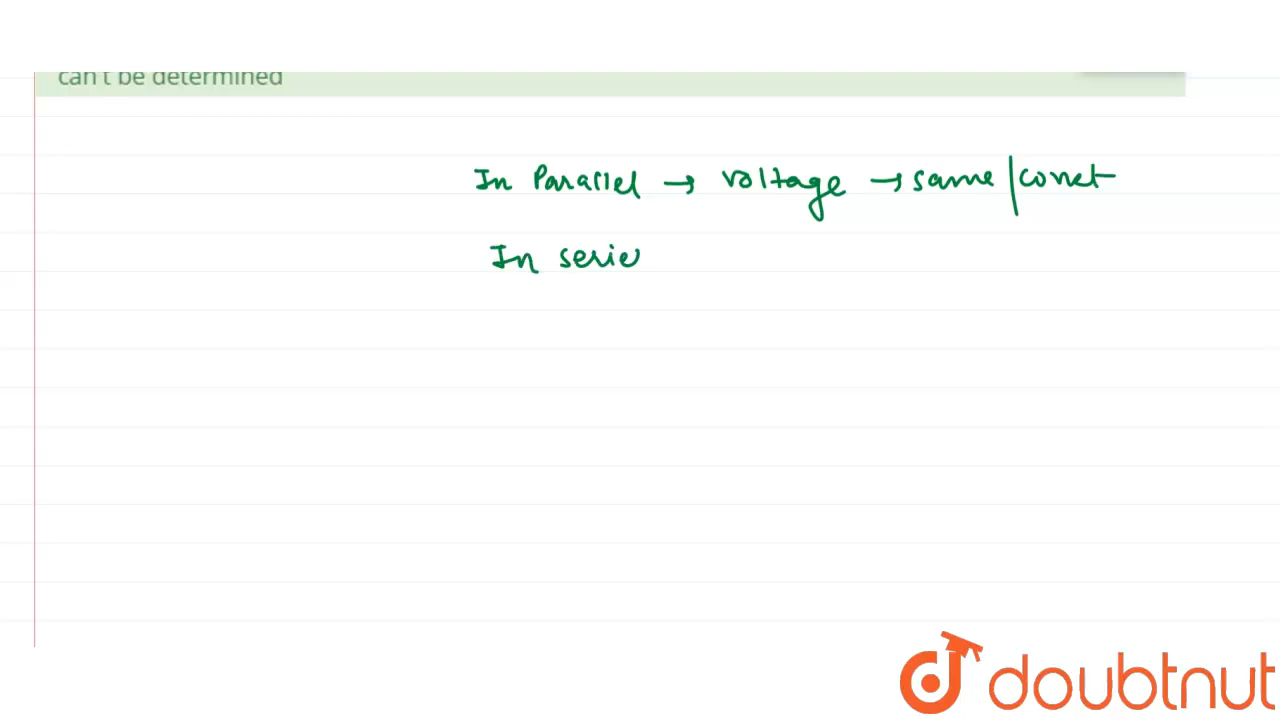 can't be determined
In Parallel → voltage → same/const
In serie
doubtnut